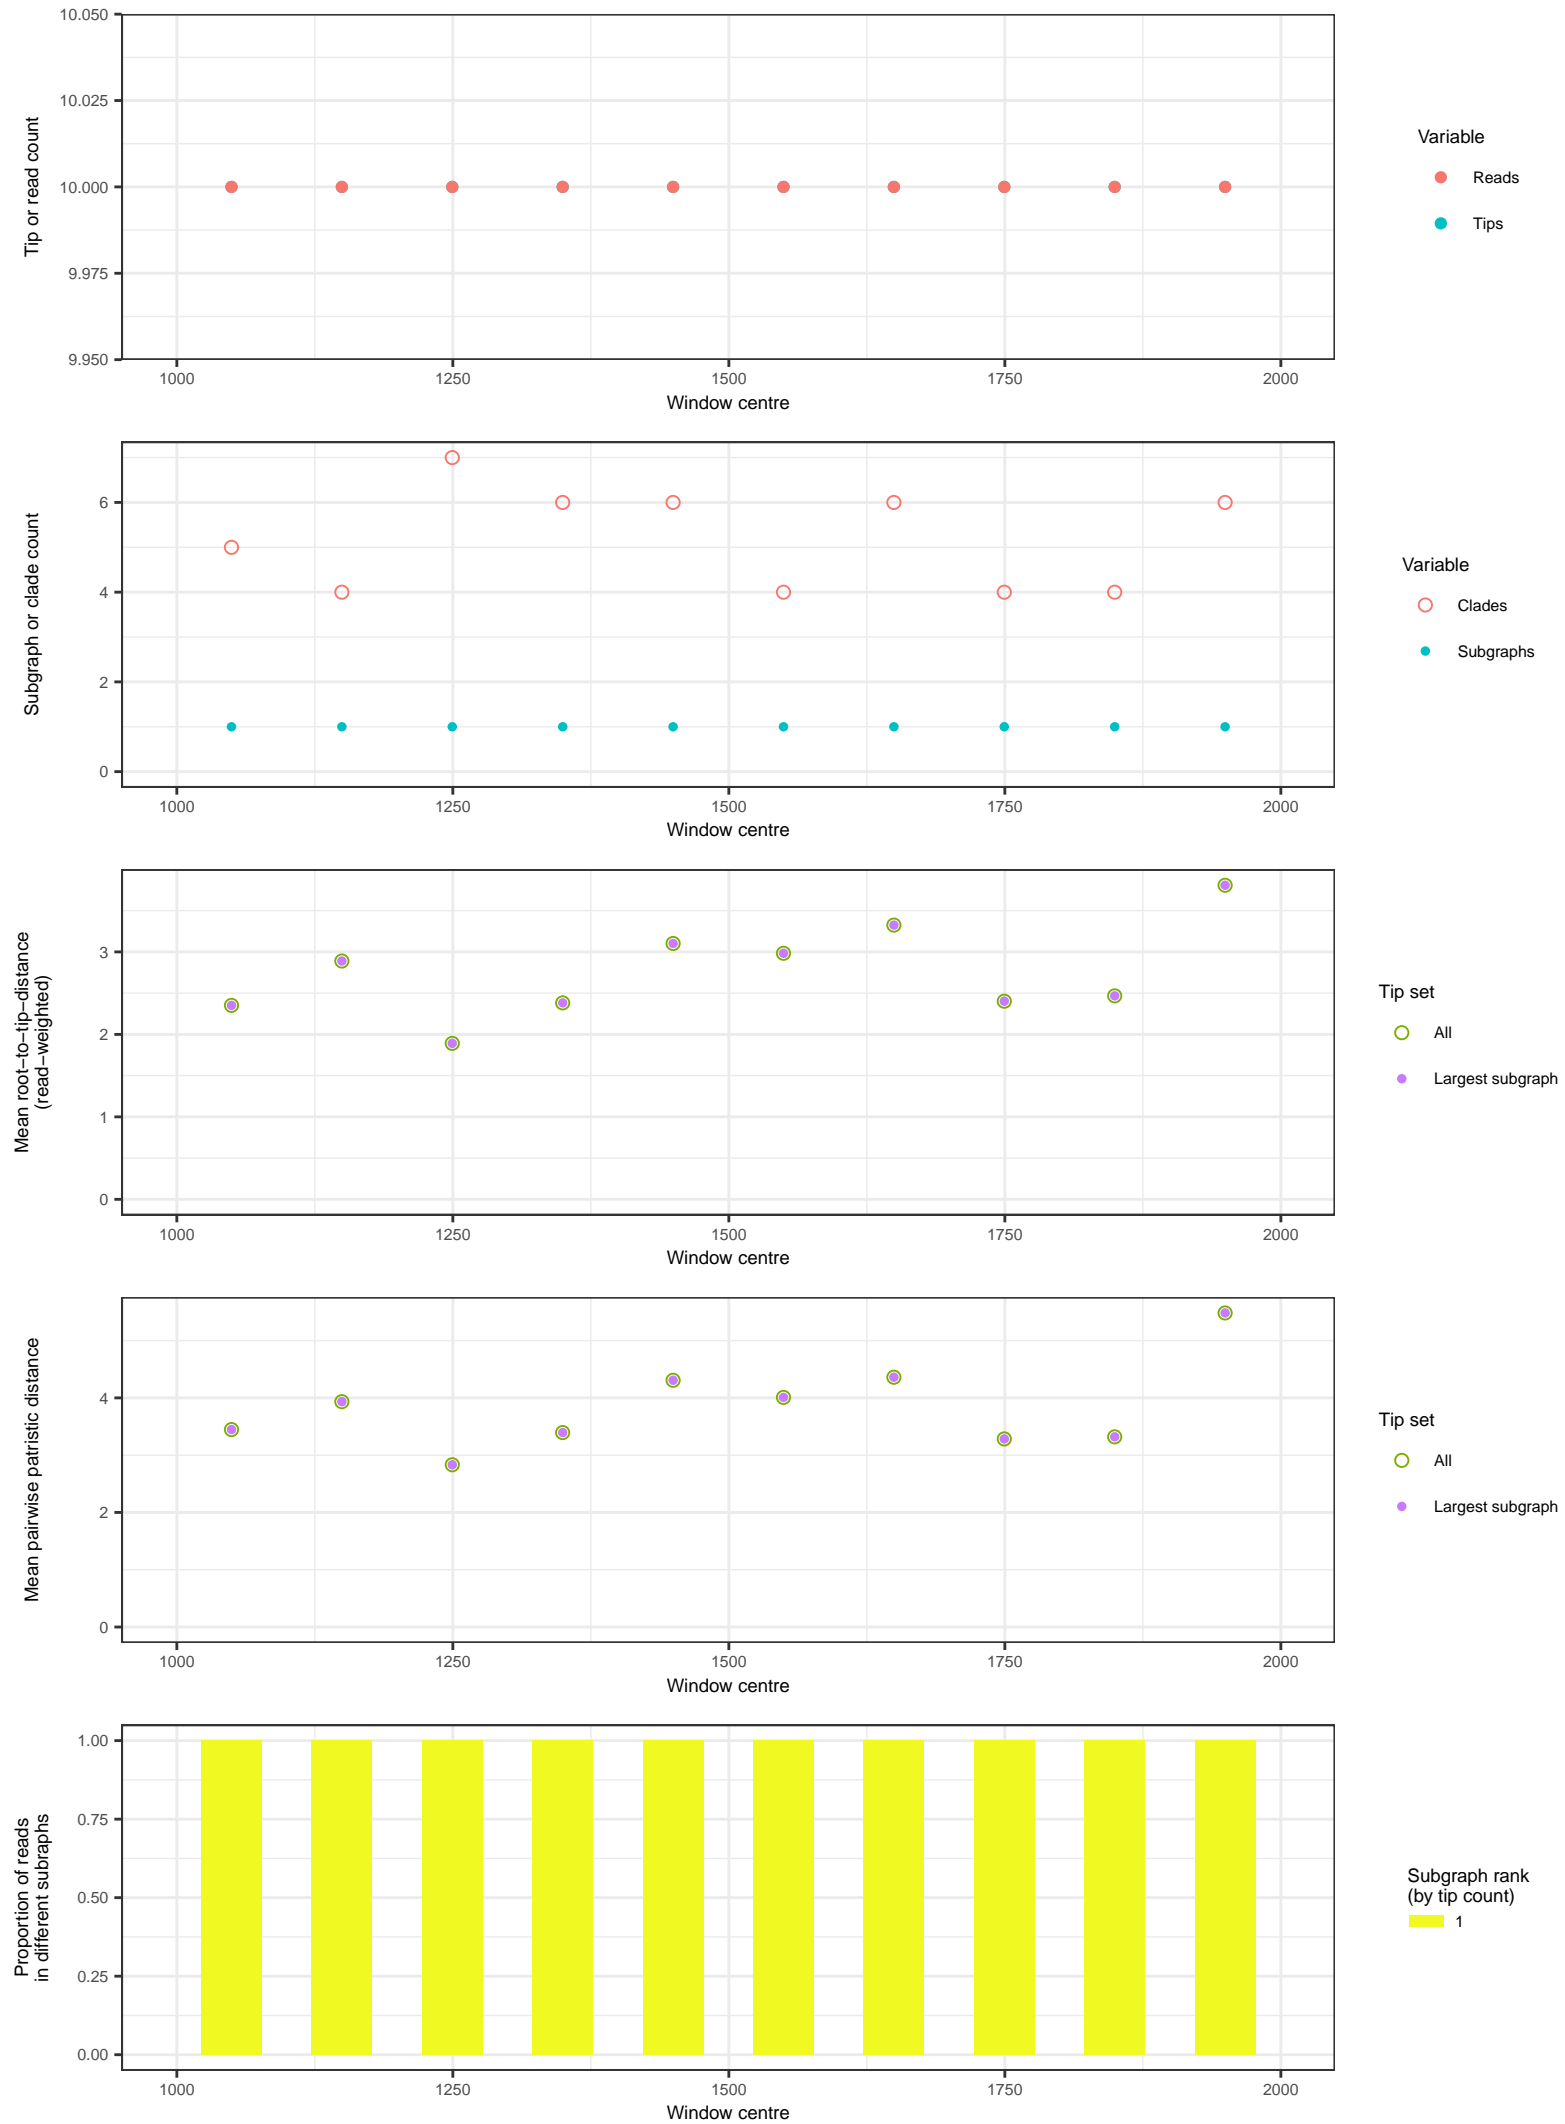 10.050
10.025
10.000
9.975
9.950
Tip or read count
1000 1250 1500 1750 2000
Window centre
Variable
Reads
Tips
6
4
2
0
Subgraph or clade count
1000 1250 1500 1750 2000
Window centre
Variable
Clades
Subgraphs
3
2
1
0
Mean root−to−tip−distance
(read−weighted)
1000 1250 1500 1750 2000
Window centre
Tip set
All
Largest subgraph
4
2
0
Mean pairwise patristic distance
1000 1250 1500 1750 2000
Window centre
Tip set
All
Largest subgraph
1.00
0.75
0.50
0.25
0.00
Proportion of reads
in different subraphs
1000 1250 1500 1750 2000
Window centre
Subgraph rank
(by tip count)
1